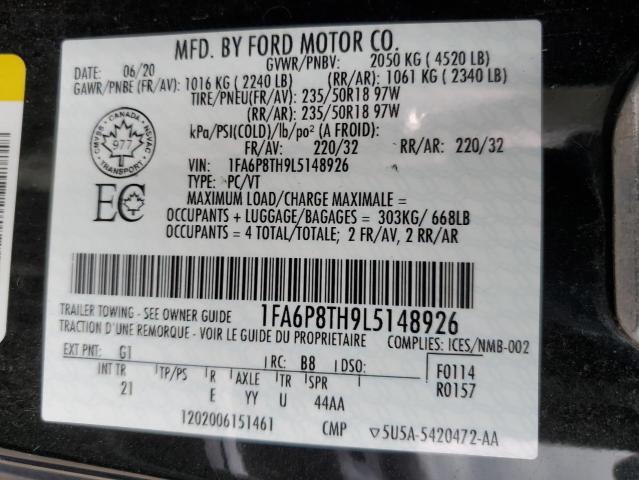 MFD. BY FORD MOTOR CO.
DATE: 06/20 GVWR/PNBV: 2050 KG (4520 LB)
GAWR/PNBE (FR/AV): 1016 KG (2240 LB) (RR/AR): 1061 KG (2340 LB)
TIRE/PNEU(FR/AV): 235/50R18 97W
(RR/AR): 235/50R18 97W
kPa/PSI(COLD)/lb/po² (A FROID):
FR/AV: 220/32 RR/AR: 220/32
CMVSS CANADA NSVAC
977
TRANSPORT
VIN: 1FA6P8TH9L5148926
TYPE: PC/VT
EC
MAXIMUM LOAD/CHARGE MAXIMALE =
OCCUPANTS + LUGGAGE/BAGAGES = 303KG/ 668LB
OCCUPANTS = 4 TOTAL/TOTALE; 2 FR/AV, 2 RR/AR
TRAILER TOWING - SEE OWNER GUIDE 1FA6P8TH9L5148926
TRACTION D'UNE REMORQUE - VOIR LE GUIDE DU PROPRIETAIRE COMPLIES: ICES/NMB-002
EXT PNT: G1 RC: B8 DSO: F0114
INT TR TP/PS R AXLE TR SPR R0157
21 E YY U 44AA
1202006151461 CMP ▽5U5A-5420472-AA